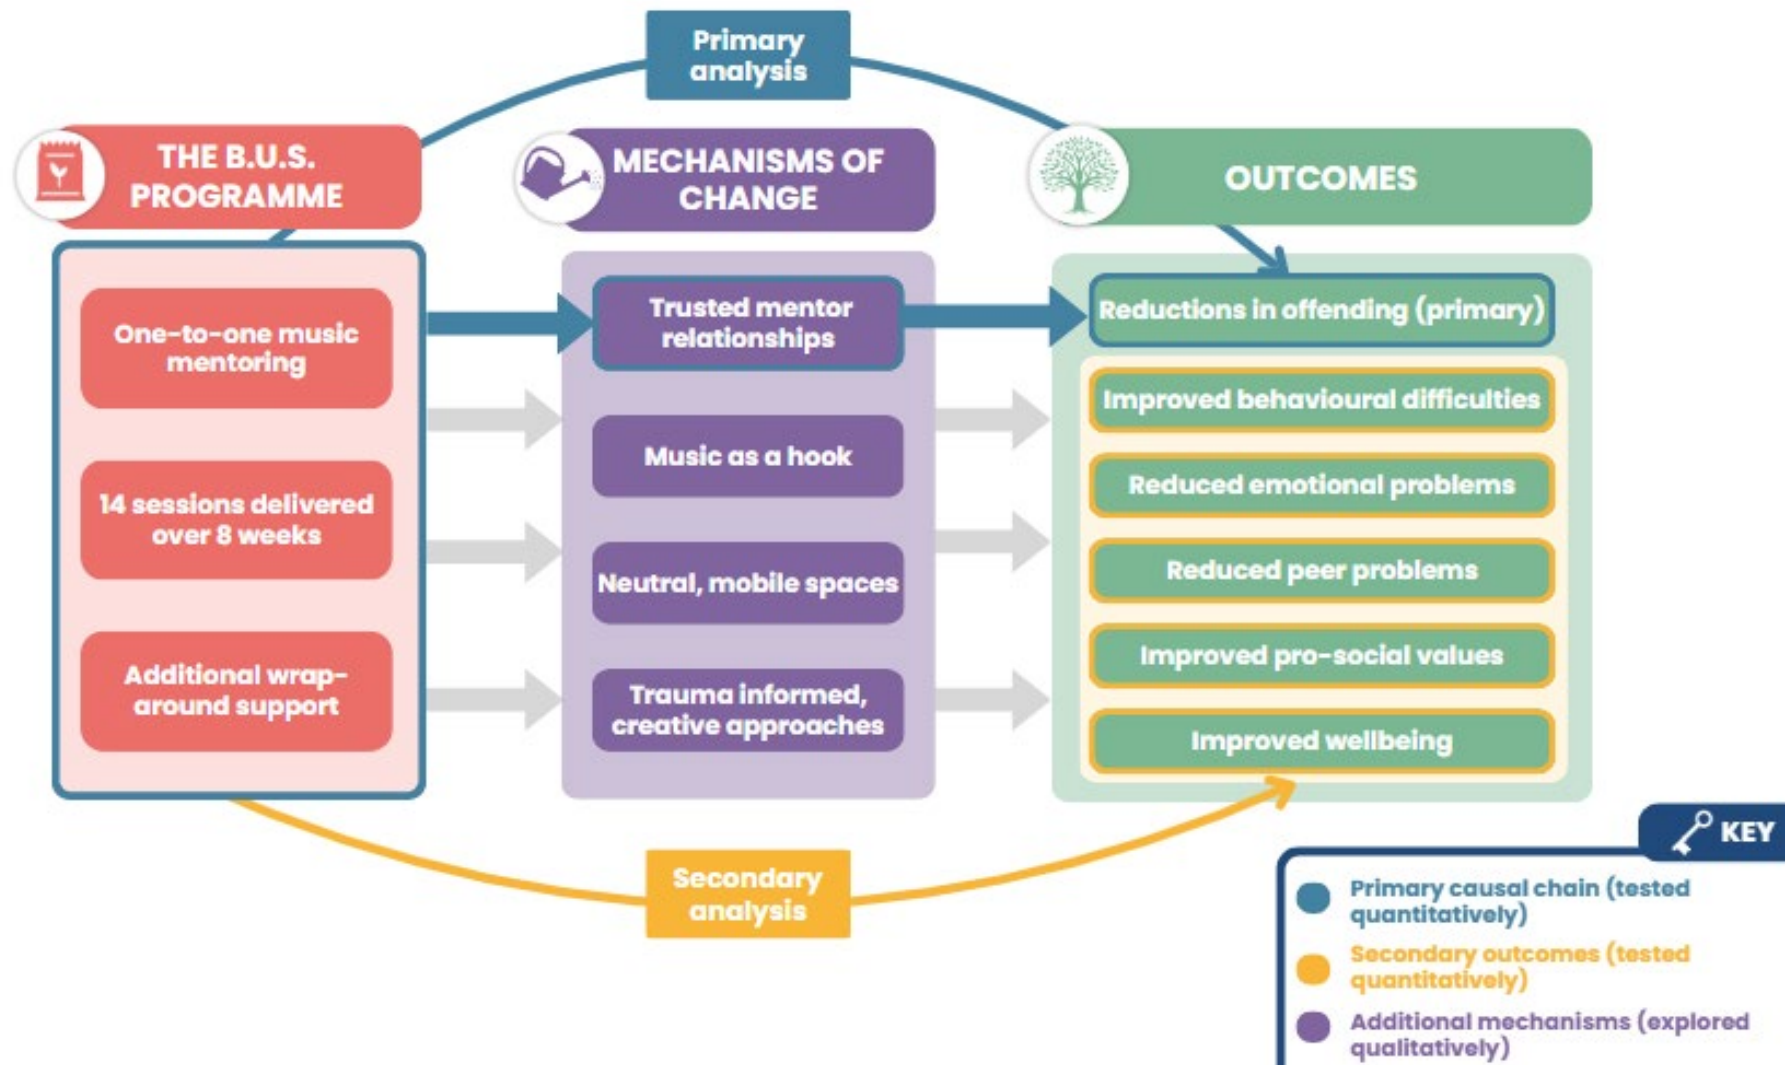 Primary
analysis
THE B.U.S.
PROGRAMME
MECHANISMS OF
CHANGE
OUTCOMES
One-to-one music
mentoring
14 sessions delivered
over 8 weeks
Additional wrap-
around support
Trusted mentor
relationships
Music as a hook
Neutral, mobile spaces
Trauma informed,
creative approaches
Reductions in offending (primary)
Improved behavioural difficulties
Reduced emotional problems
Reduced peer problems
Improved pro-social values
Improved wellbeing
Secondary
analysis
KEY
Primary causal chain (tested
quantitatively)
Secondary outcomes (tested
quantitatively)
Additional mechanisms (explored
qualitatively)